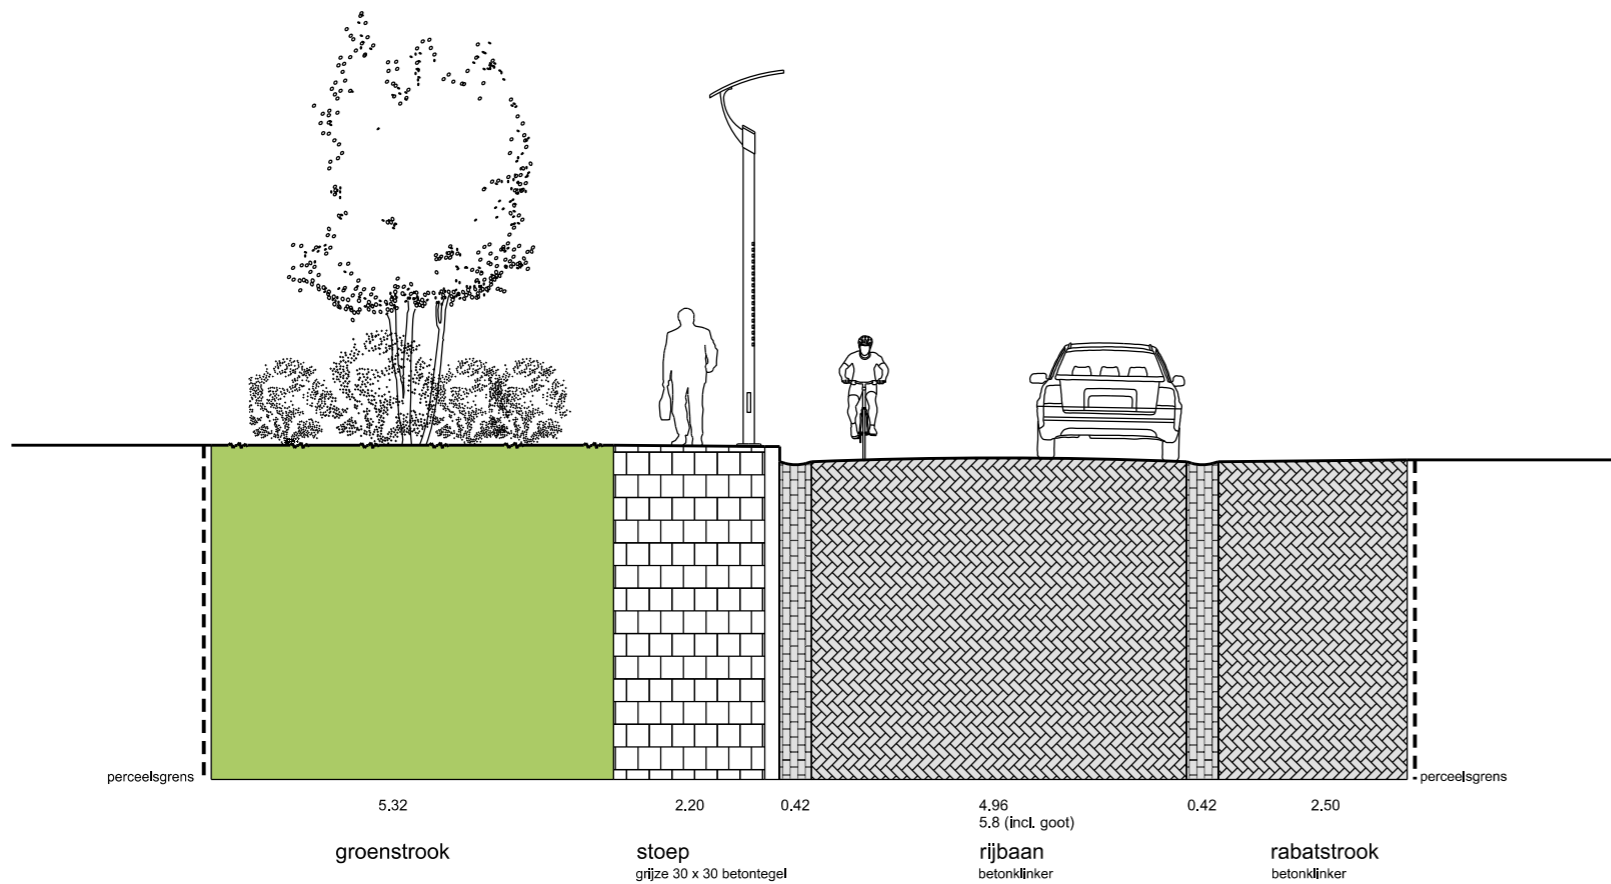 perceelsgrens
perceelsgrens
5.32
2.20
0.42
4.96
0.42
2.50
5.8 (incl. goot)
groenstrook
stoep
rijbaan
rabatstrook
grijze 30 x 30 betontegel
betonklinker
betonklinker